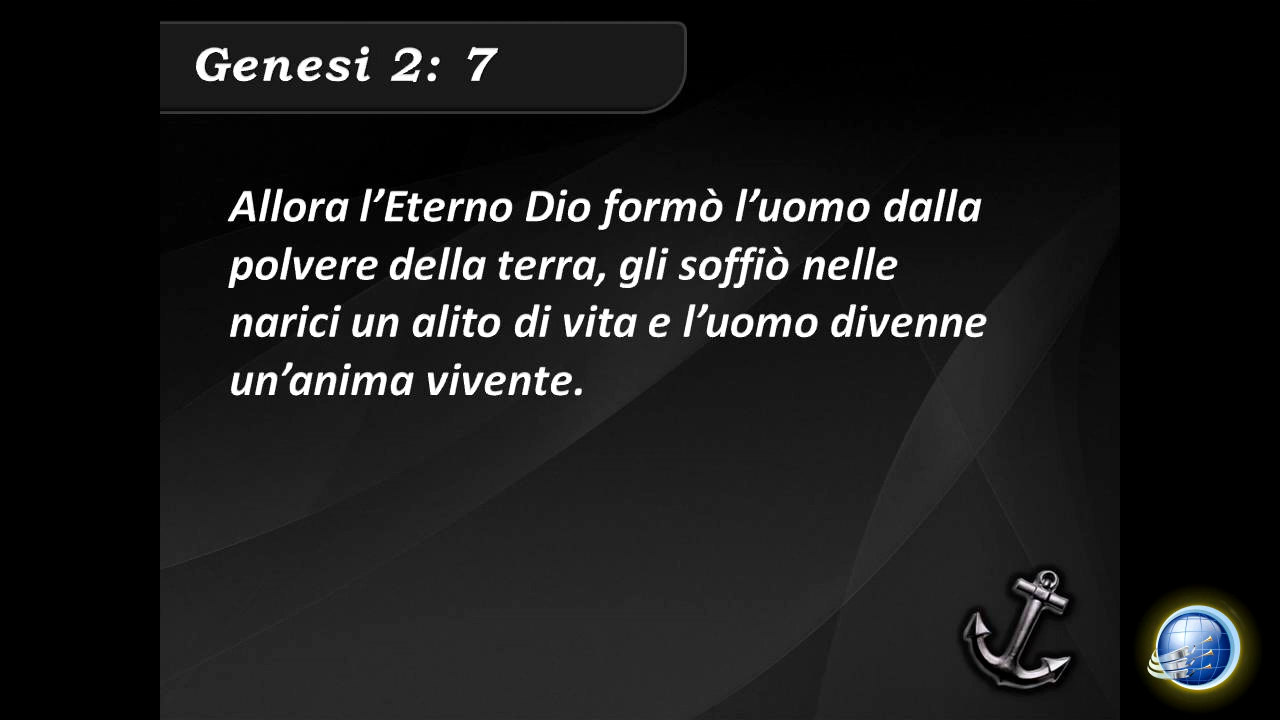 Genesi 2: 7
Allora l’Eterno Dio formò l’uomo dalla
polvere della terra, gli soffiò nelle
narici un alito di vita e l’uomo divenne
un’anima vivente.